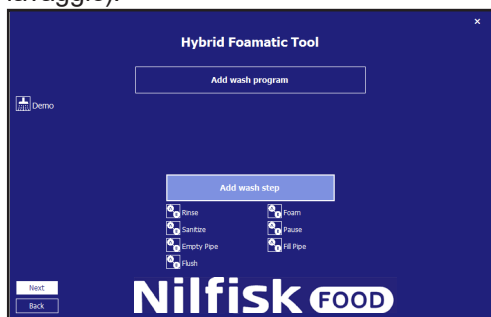 lavaggio).
×
Hybrid Foamatic Tool
Add wash program
Demo
Add wash step
Rinse Foam
Sanitize Pause
Empty Pipe Fill Pipe
Flush
Next
Back
Nilfisk FOOD